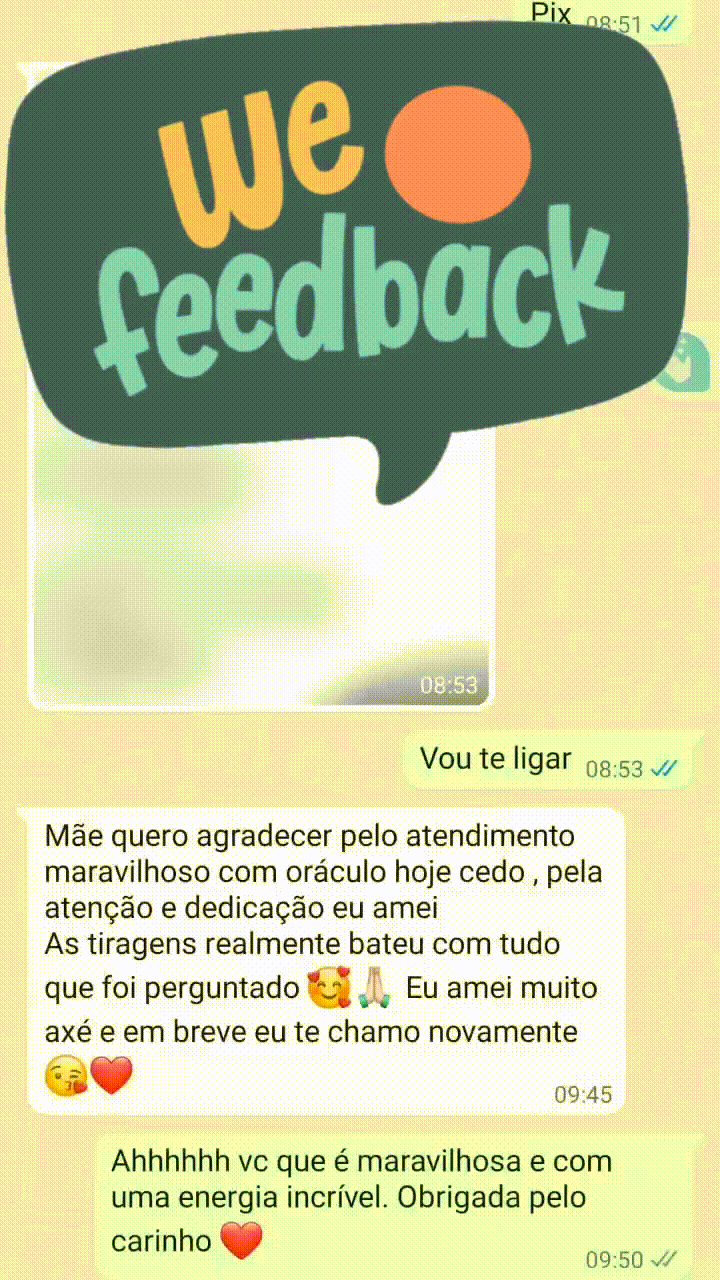 Pix 08:51
we
feedback
08:53
Vou te ligar 08:53
Mãe quero agradecer pelo atendimento
maravilhoso com oráculo hoje cedo , pela
atenção e dedicação eu amei
As tiragens realmente bateu com tudo
que foi perguntado 🥰🙏🏻 Eu amei muito
axé e em breve eu te chamo novamente
😘❤️
09:45
Ahhhhhh vc que é maravilhosa e com
uma energia incrível. Obrigada pelo
carinho ❤️
09:50